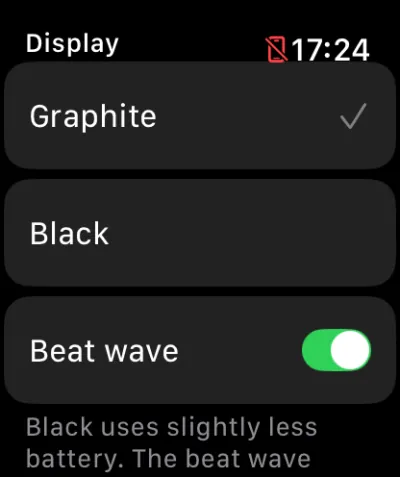 Display 17:24
Graphite
Black
Beat wave
Black uses slightly less
battery. The beat wave